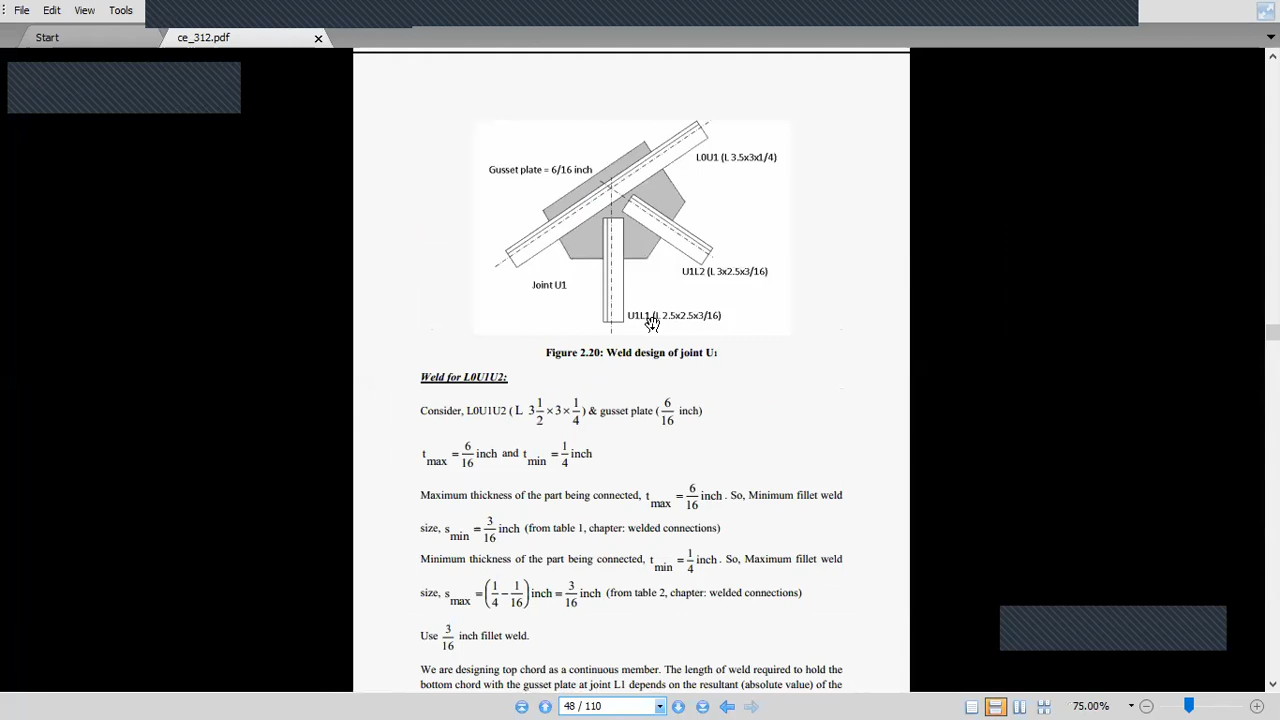 File Edit View Tools
Start ce_312.pdf
L0U1 (L 3.5x3x1/4)
Gusset plate = 6/16 inch
U1L2 (L 3x2.5x3/16)
Joint U1
U1L1 (L 2.5x2.5x3/16)
Figure 2.20: Weld design of joint U₁
Weld for L0U1U2:
Consider, L0U1U2 ( L 3 1/2 × 3 × 1/4 ) & gusset plate ( 6/16 inch)
t max = 6/16 inch and t min = 1/4 inch
Maximum thickness of the part being connected, t max = 6/16 inch . So, Minimum fillet weld
size, s min = 3/16 inch (from table 1, chapter: welded connections)
Minimum thickness of the part being connected, t min = 1/4 inch . So, Maximum fillet weld
size, s max = (1/4 − 1/16) inch = 3/16 inch (from table 2, chapter: welded connections)
Use 3/16 inch fillet weld.
We are designing top chord as a continuous member. The length of weld required to hold the
bottom chord with the gusset plate at joint L1 depends on the resultant (absolute value) of the
48 / 110 75.00%